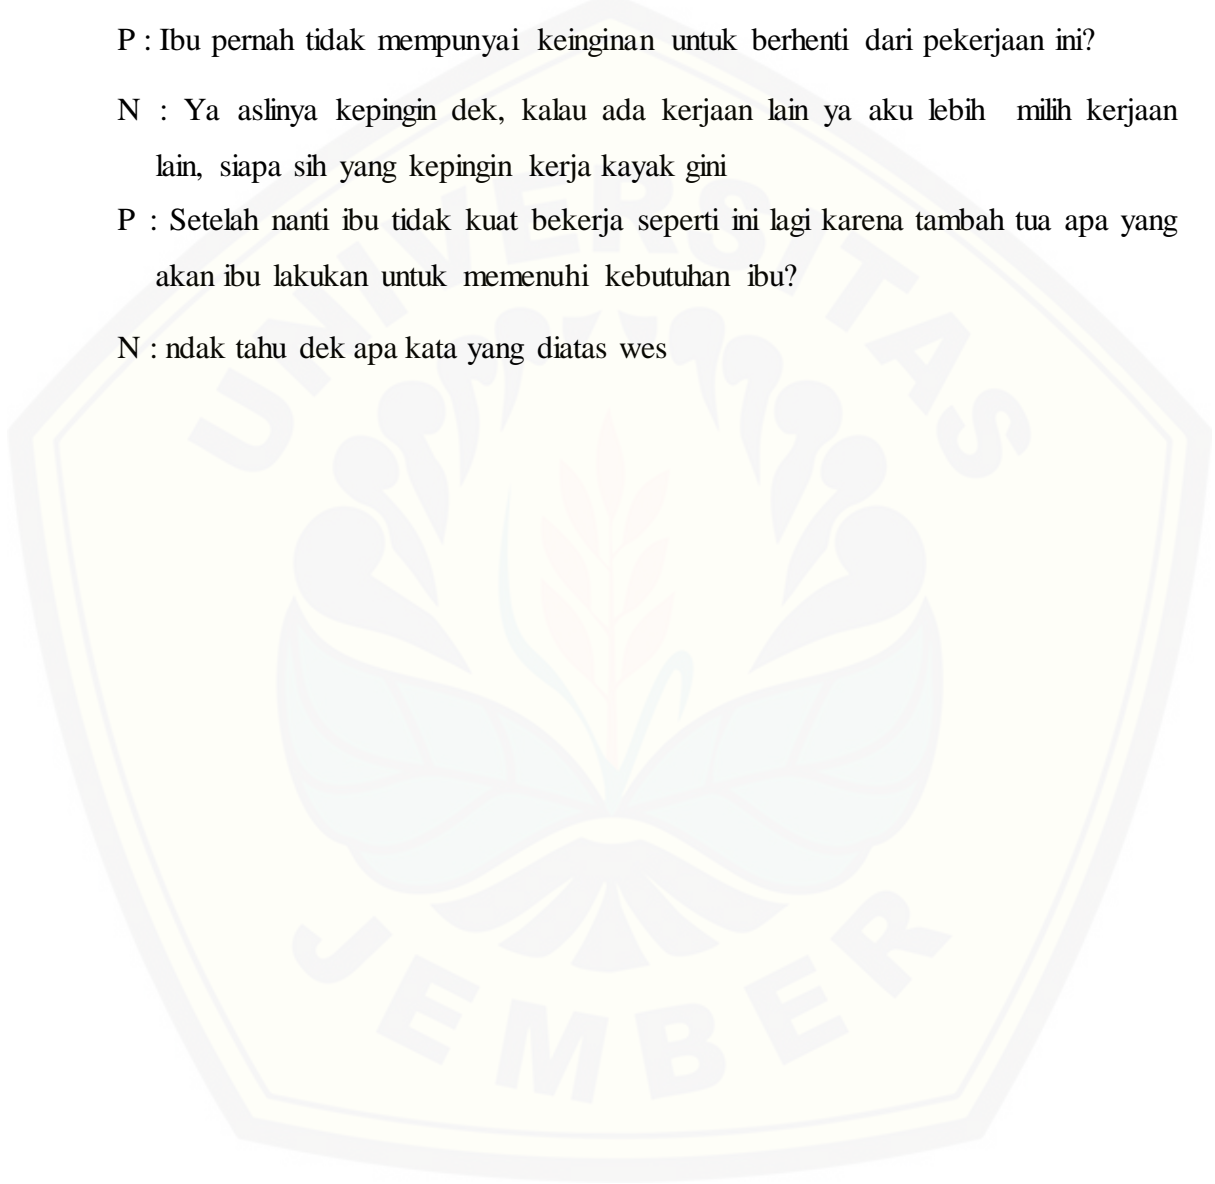 P : Ibu pernah tidak mempunyai keinginan untuk berhenti dari pekerjaan ini?
N : Ya aslinya kepingin dek, kalau ada kerjaan lain ya aku lebih milih kerjaan
lain, siapa sih yang kepingin kerja kayak gini
P : Setelah nanti ibu tidak kuat bekerja seperti ini lagi karena tambah tua apa yang
akan ibu lakukan untuk memenuhi kebutuhan ibu?
N : ndak tahu dek apa kata yang diatas wes
UNIVERSITAS
JEMBER